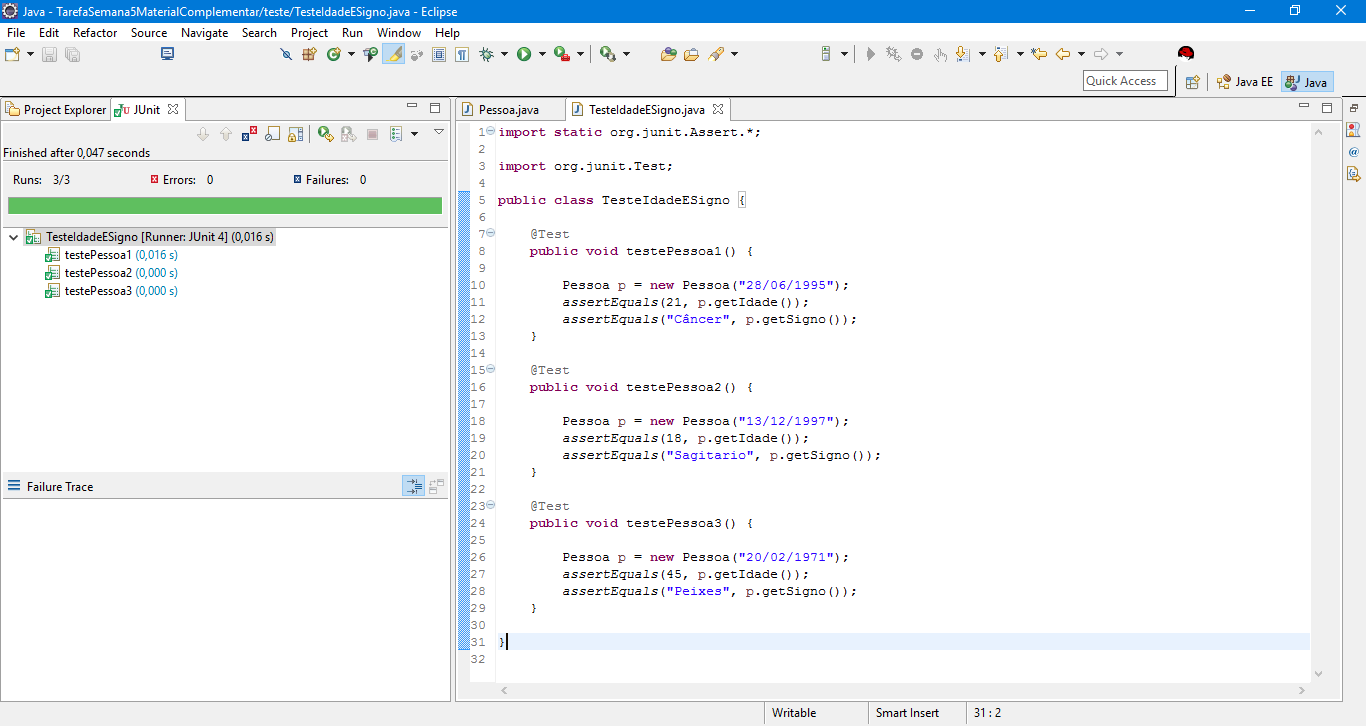 Java - TarefaSemana5MaterialComplementar/teste/TesteIdadeESigno.java - Eclipse
File Edit Refactor Source Navigate Search Project Run Window Help
Quick Access
Java EE
Java
Project Explorer
JUnit
Finished after 0,047 seconds
Runs: 3/3
Errors: 0
Failures: 0
TesteIdadeESigno [Runner: JUnit 4] (0,016 s)
testePessoa1 (0,016 s)
testePessoa2 (0,000 s)
testePessoa3 (0,000 s)
Failure Trace
Pessoa.java
TesteIdadeESigno.java
1 import static org.junit.Assert.*;
2
3 import org.junit.Test;
4
5 public class TesteIdadeESigno {
6
7 @Test
8 public void testePessoa1() {
9
10 Pessoa p = new Pessoa("28/06/1995");
11 assertEquals(21, p.getIdade());
12 assertEquals("Câncer", p.getSigno());
13 }
14
15 @Test
16 public void testePessoa2() {
17
18 Pessoa p = new Pessoa("13/12/1997");
19 assertEquals(18, p.getIdade());
20 assertEquals("Sagitario", p.getSigno());
21 }
22
23 @Test
24 public void testePessoa3() {
25
26 Pessoa p = new Pessoa("20/02/1971");
27 assertEquals(45, p.getIdade());
28 assertEquals("Peixes", p.getSigno());
29 }
30
31 }
32
Writable
Smart Insert
31 : 2